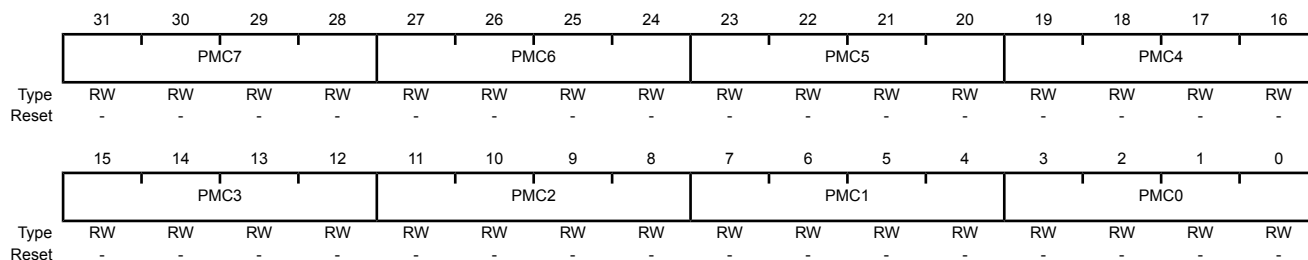 31 30 29 28 27 26 25 24 23 22 21 20 19 18 17 16
PMC7 PMC6 PMC5 PMC4
Type RW RW RW RW RW RW RW RW RW RW RW RW RW RW RW RW
Reset - - - - - - - - - - - - - - - -
15 14 13 12 11 10 9 8 7 6 5 4 3 2 1 0
PMC3 PMC2 PMC1 PMC0
Type RW RW RW RW RW RW RW RW RW RW RW RW RW RW RW RW
Reset - - - - - - - - - - - - - - - -